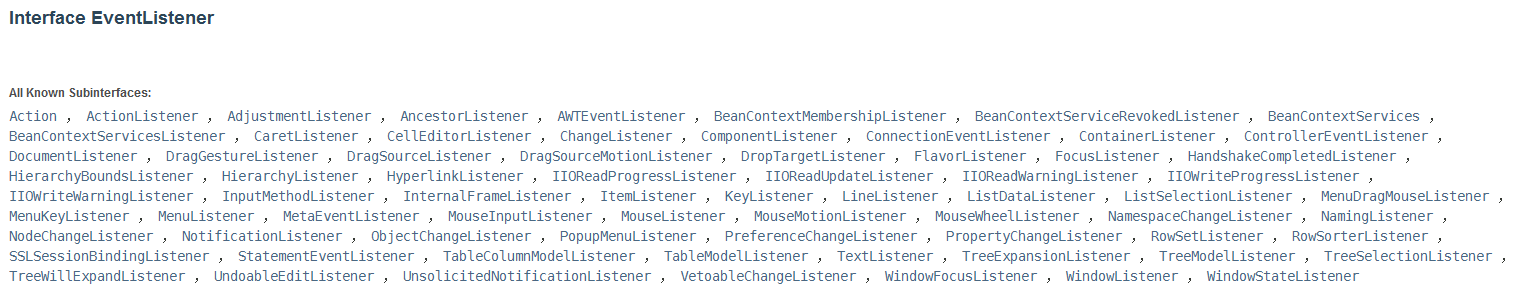 Interface EventListener
All Known Subinterfaces:
Action , ActionListener , AdjustmentListener , AncestorListener , AWTEventListener , BeanContextMembershipListener , BeanContextServiceRevokedListener , BeanContextServices ,
BeanContextServicesListener , CaretListener , CellEditorListener , ChangeListener , ComponentListener , ConnectionEventListener , ContainerListener , ControllerEventListener ,
DocumentListener , DragGestureListener , DragSourceListener , DragSourceMotionListener , DropTargetListener , FlavorListener , FocusListener , HandshakeCompletedListener ,
HierarchyBoundsListener , HierarchyListener , HyperlinkListener , IIOReadProgressListener , IIOReadUpdateListener , IIOReadWarningListener , IIOWriteProgressListener ,
IIOWriteWarningListener , InputMethodListener , InternalFrameListener , ItemListener , KeyListener , LineListener , ListDataListener , ListSelectionListener , MenuDragMouseListener ,
MenuKeyListener , MenuListener , MetaEventListener , MouseInputListener , MouseListener , MouseMotionListener , MouseWheelListener , NamespaceChangeListener , NamingListener ,
NodeChangeListener , NotificationListener , ObjectChangeListener , PopupMenuListener , PreferenceChangeListener , PropertyChangeListener , RowSetListener , RowSorterListener ,
SSLSessionBindingListener , StatementEventListener , TableColumnModelListener , TableModelListener , TextListener , TreeExpansionListener , TreeModelListener , TreeSelectionListener ,
TreeWillExpandListener , UndoableEditListener , UnsolicitedNotificationListener , VetoableChangeListener , WindowFocusListener , WindowListener , WindowStateListener